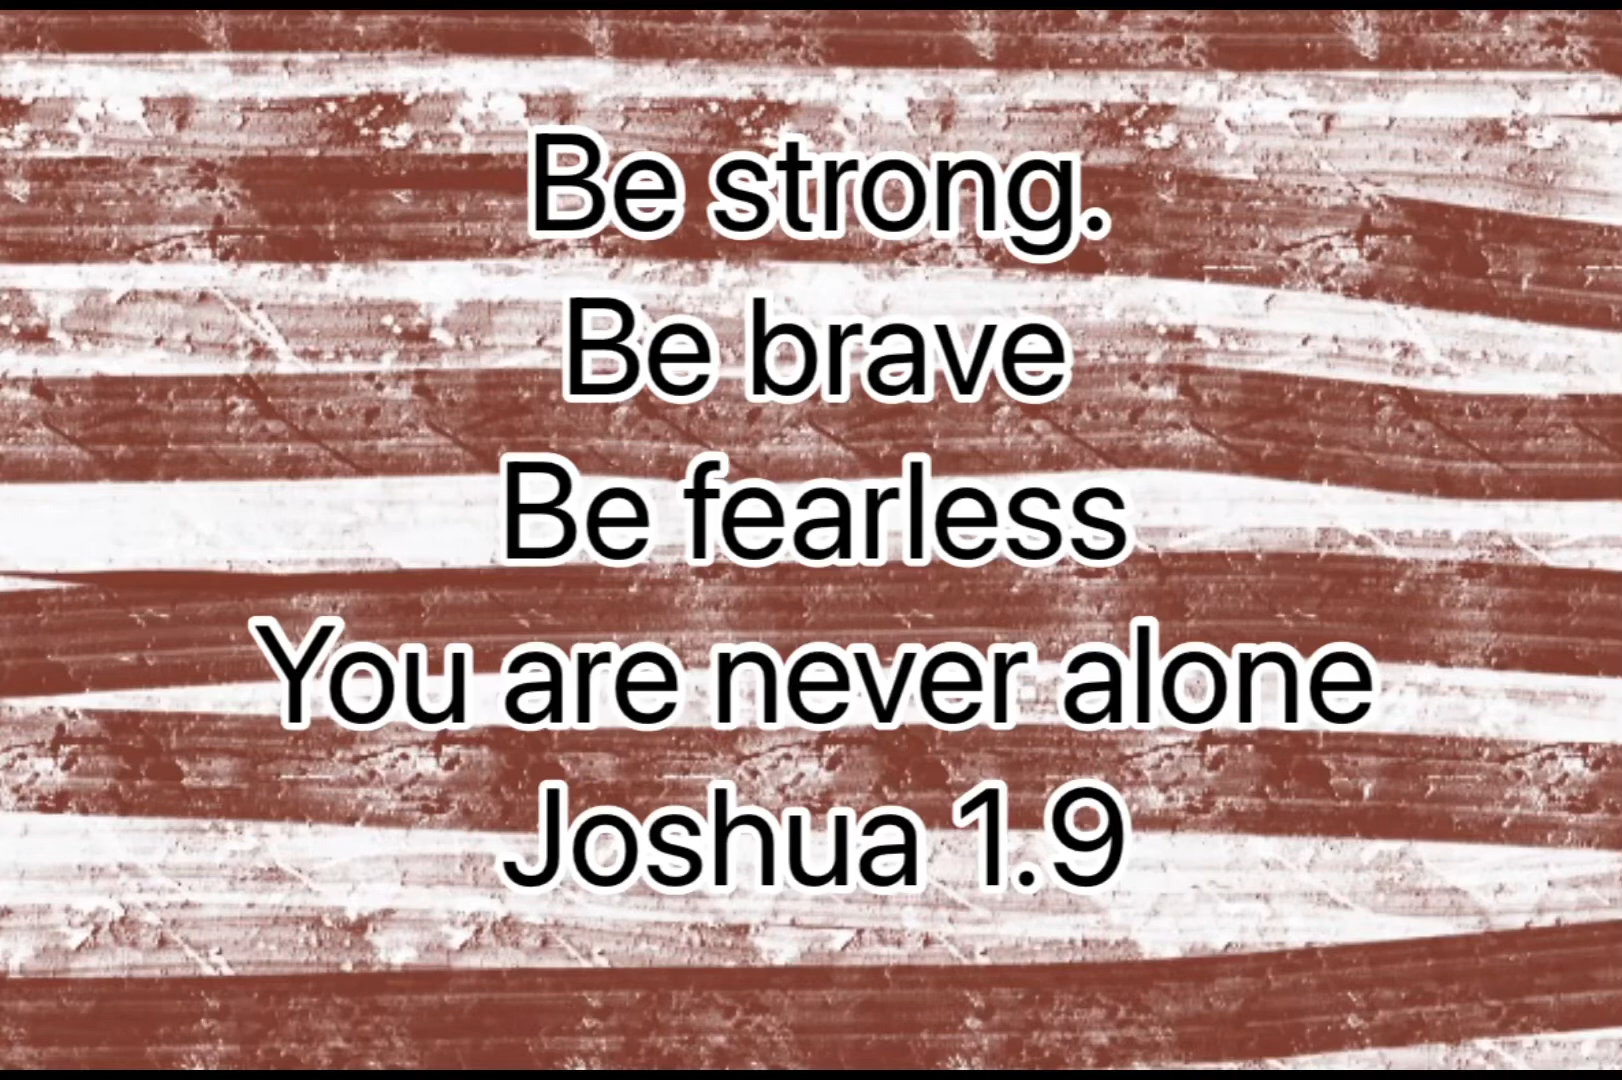 Be strong.
Be brave
Be fearless
You are never alone
Joshua 1.9